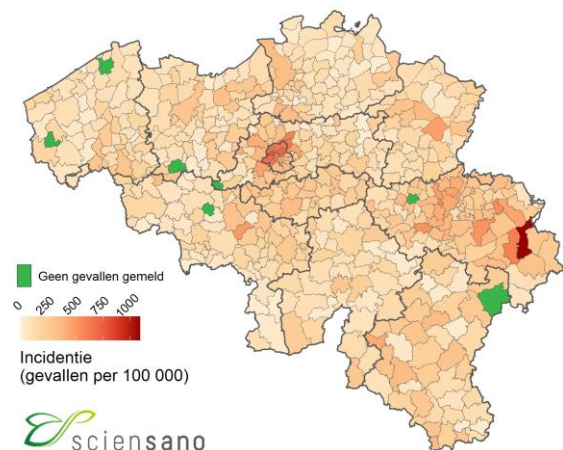 Geen gevallen gemeld
0 250 500 750 1000
Incidentie
(gevallen per 100 000)
sciensano